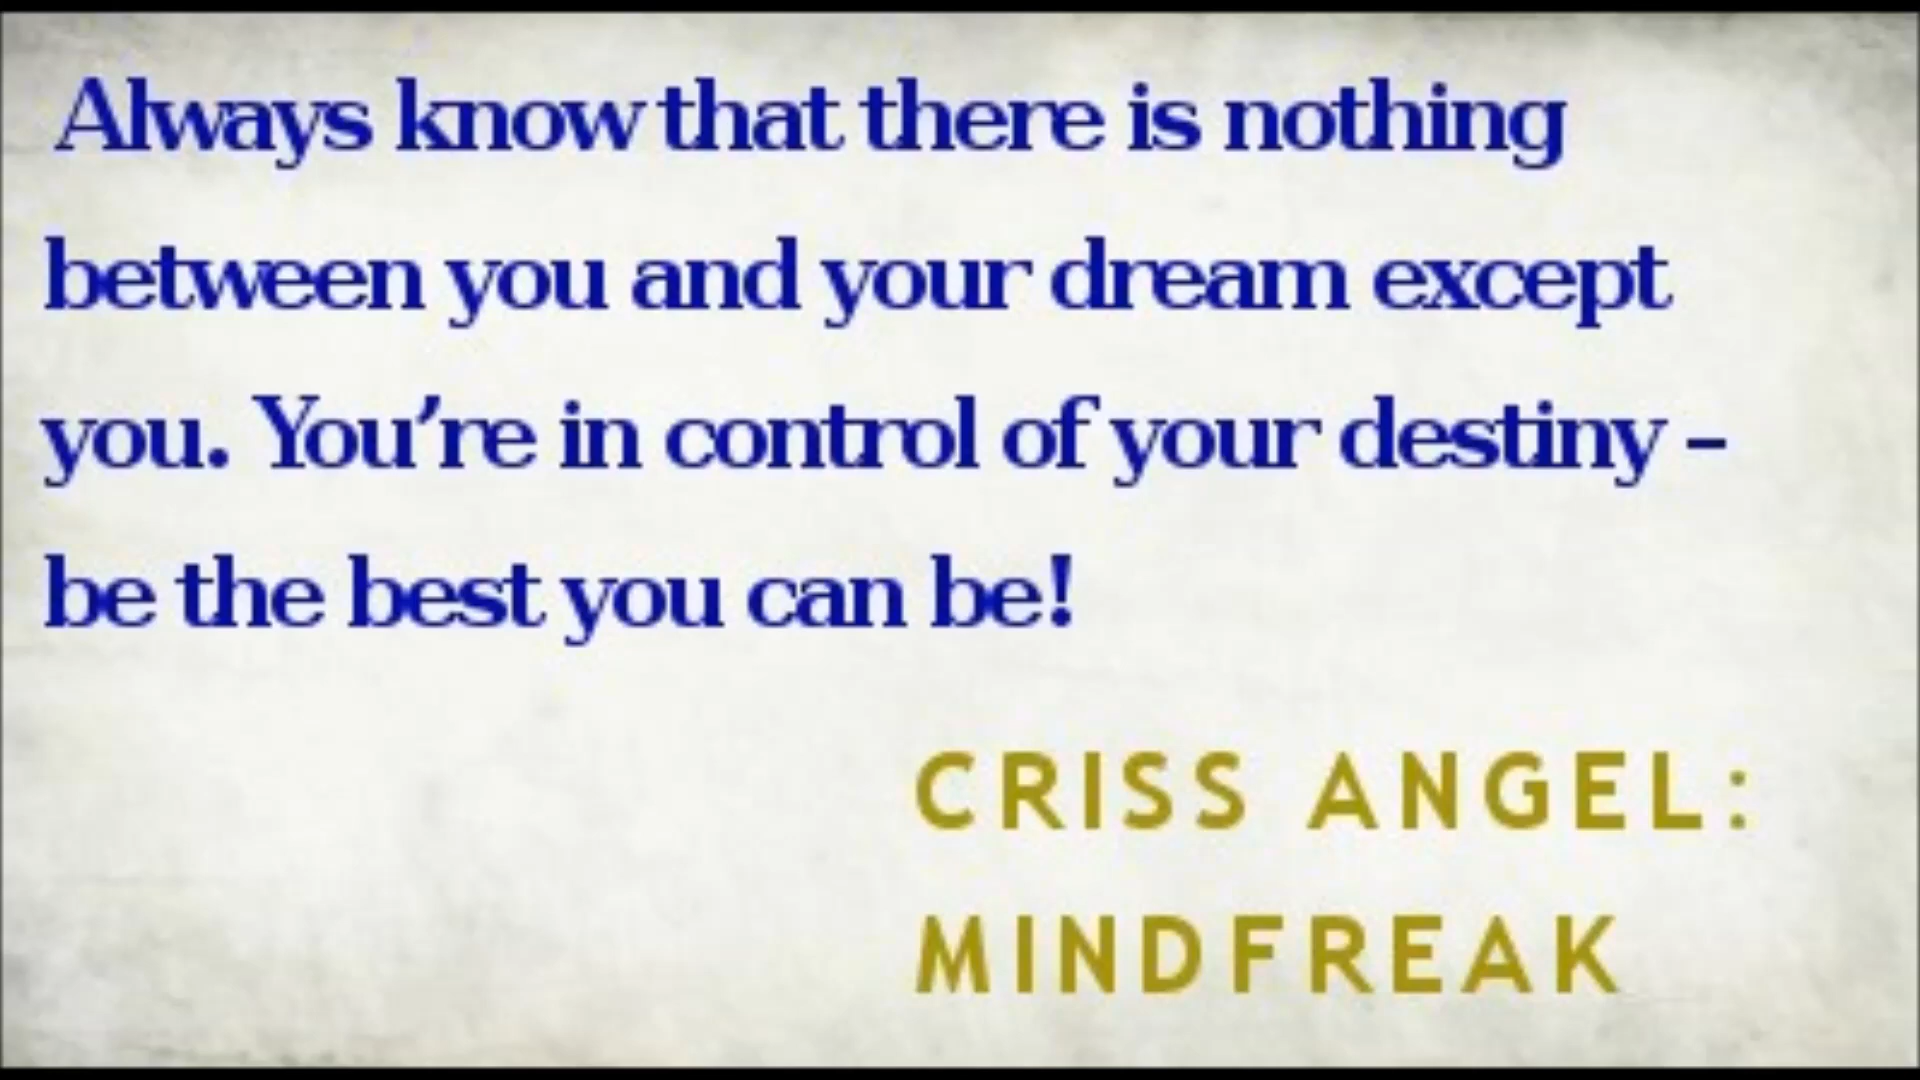 Always know that there is nothing
between you and your dream except
you. You’re in control of your destiny –
be the best you can be!
CRISS ANGEL:
MINDFREAK